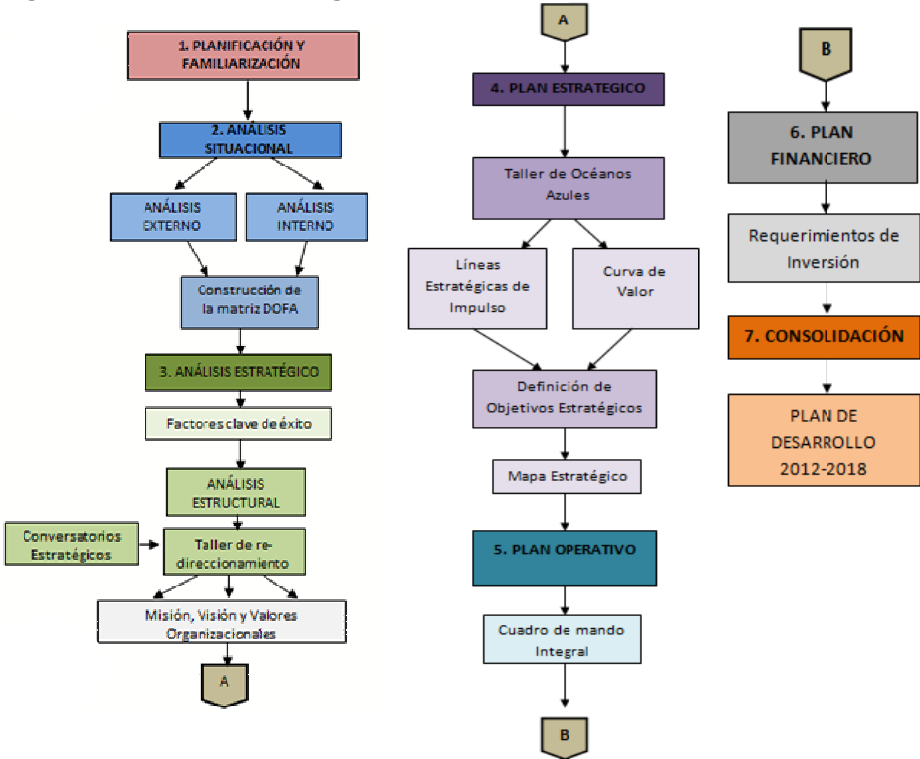 1. PLANIFICACIÓN Y
FAMILIARIZACIÓN
2. ANÁLISIS
SITUACIONAL
ANÁLISIS
EXTERNO
ANÁLISIS
INTERNO
Construcción de
la matriz DOFA
3. ANÁLISIS ESTRATÉGICO
Factores clave de éxito
ANÁLISIS
ESTRUCTURAL
Conversatorios
Estratégicos
Taller de re-
direccionamiento
Misión, Visión y Valores
Organizacionales
A
A
4. PLAN ESTRATEGICO
Taller de Océanos
Azules
Líneas
Estratégicas de
Impulso
Curva de
Valor
Definición de
Objetivos Estratégicos
Mapa Estratégico
5. PLAN OPERATIVO
Cuadro de mando
Integral
B
B
6. PLAN
FINANCIERO
Requerimientos de
Inversión
7. CONSOLIDACIÓN
PLAN DE
DESARROLLO
2012-2018